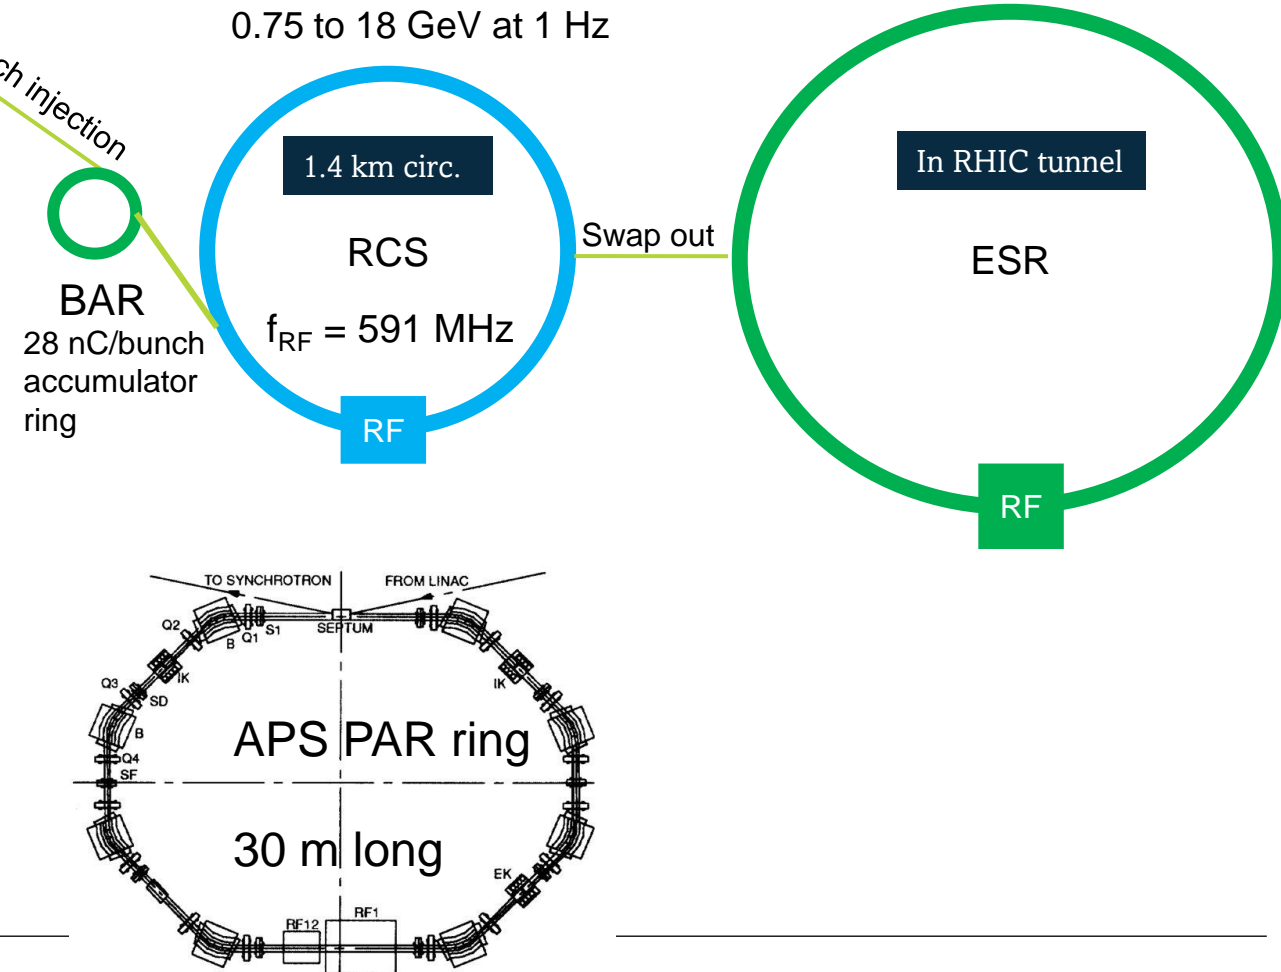 0.75 to 18 GeV at 1 Hz
injection
1.4 km circ.
In RHIC tunnel
RCS
Swap out
ESR
BAR
28 nC/bunch
accumulator
ring
f_RF = 591 MHz
RF
RF
TO SYNCHROTRON
FROM LINAC
SEPTUM
Q2
B
Q1
S1
IK
IK
Q3
SD
B
Q4
SF
APS PAR ring
30 m long
EK
RF12
RF1